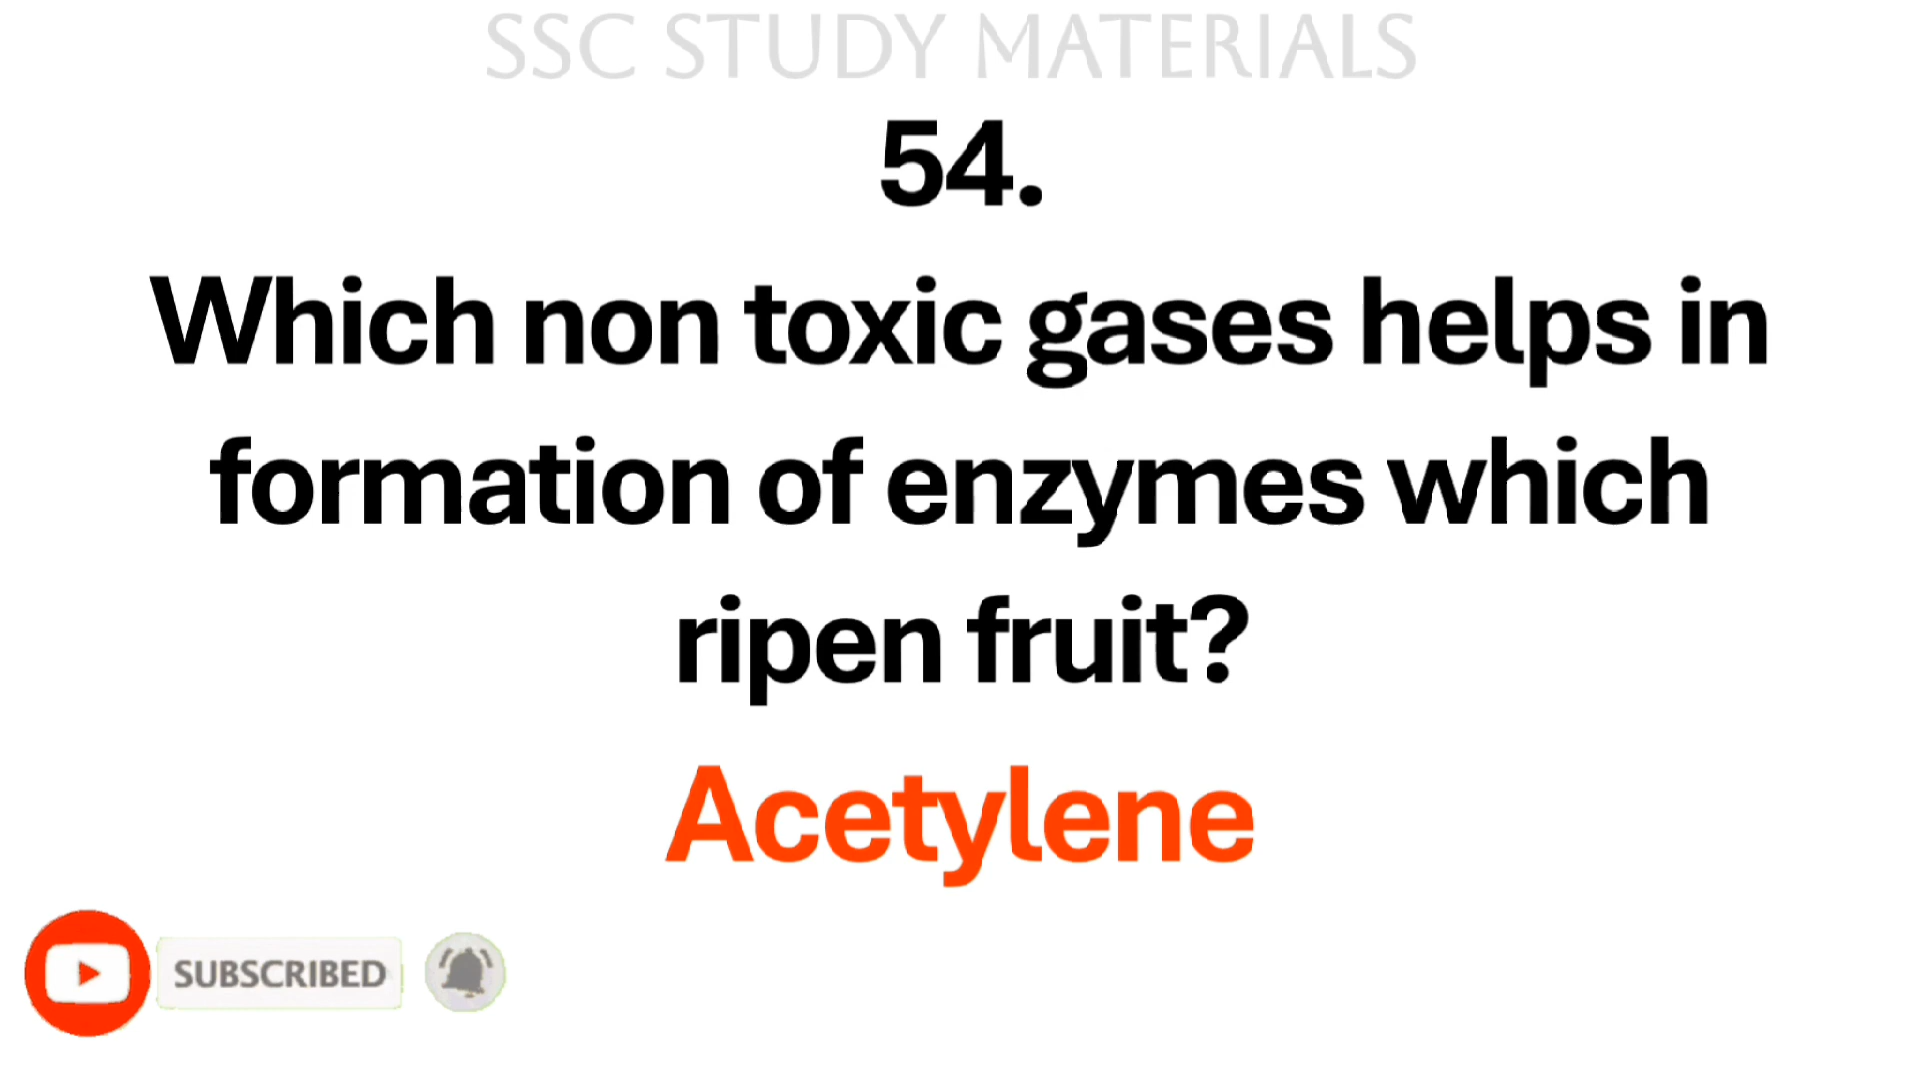 SSC STUDY MATERIALS
54.
Which non toxic gases helps in
formation of enzymes which
ripen fruit?
Acetylene
SUBSCRIBED